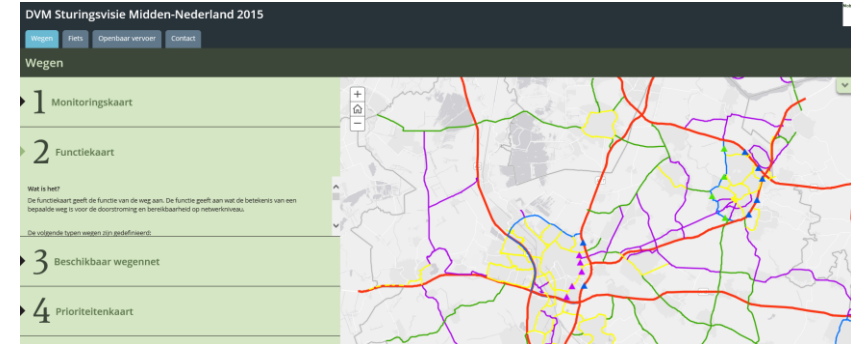 DVM Sturingsvisie Midden-Nederland 2015
Wegen Fiets Openbaar vervoer Contact
Wegen
1 Monitoringskaart
2 Functiekaart
Wat is het?
De functiekaart geeft de functie van de weg aan. De functie geeft aan wat de betekenis van een
bepaalde weg is voor de doorstroming en bereikbaarheid op netwerkniveau.
De volgende typen wegen zijn gedefinieerd:
3 Beschikbaar wegennet
4 Prioriteitenkaart